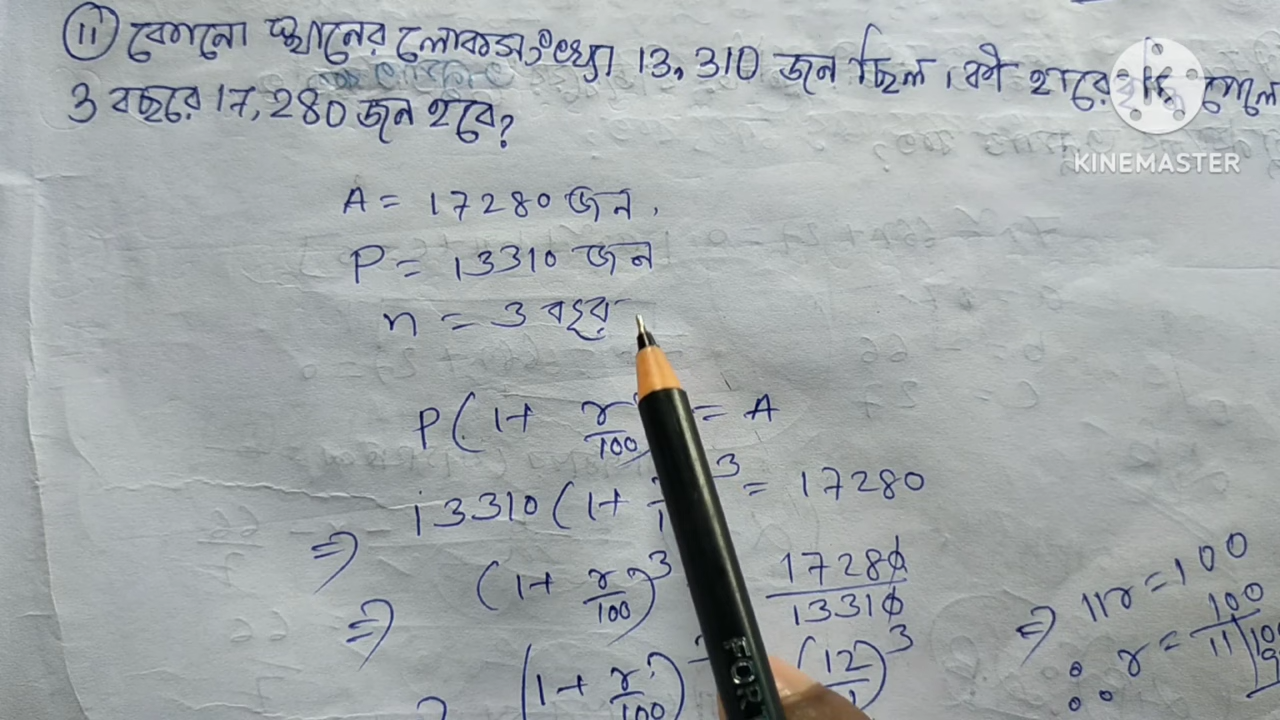 11 কোনো স্থানের লোকসংখ্যা 13,310 জন ছিল। কী হারে বৃদ্ধি পেলে
3 বছরে 17,280 জন হবে?
KINEMASTER
A = 17280 জন
P = 13310 জন
n = 3 বছর
P(1+ r/100 = A
⇒ 13310 (1+ 3 = 17280
⇒ (1+ r/100)3 17280/13310
(1+ r/100) (12/ )3
⇒ 11r = 100
∴ r = 100/11
FOR